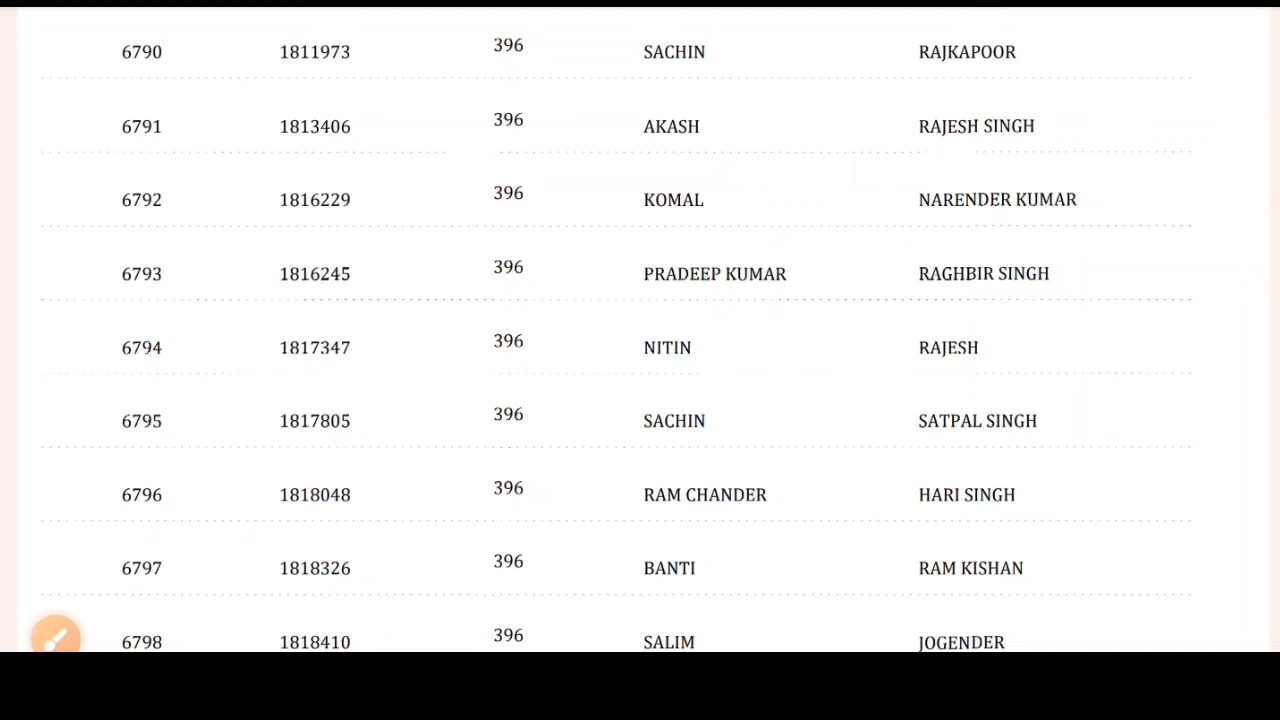 6790 1811973 396 SACHIN RAJKAPOOR
6791 1813406 396 AKASH RAJESH SINGH
6792 1816229 396 KOMAL NARENDER KUMAR
6793 1816245 396 PRADEEP KUMAR RAGHBIR SINGH
6794 1817347 396 NITIN RAJESH
6795 1817805 396 SACHIN SATPAL SINGH
6796 1818048 396 RAM CHANDER HARI SINGH
6797 1818326 396 BANTI RAM KISHAN
6798 1818410 396 SALIM JOGENDER